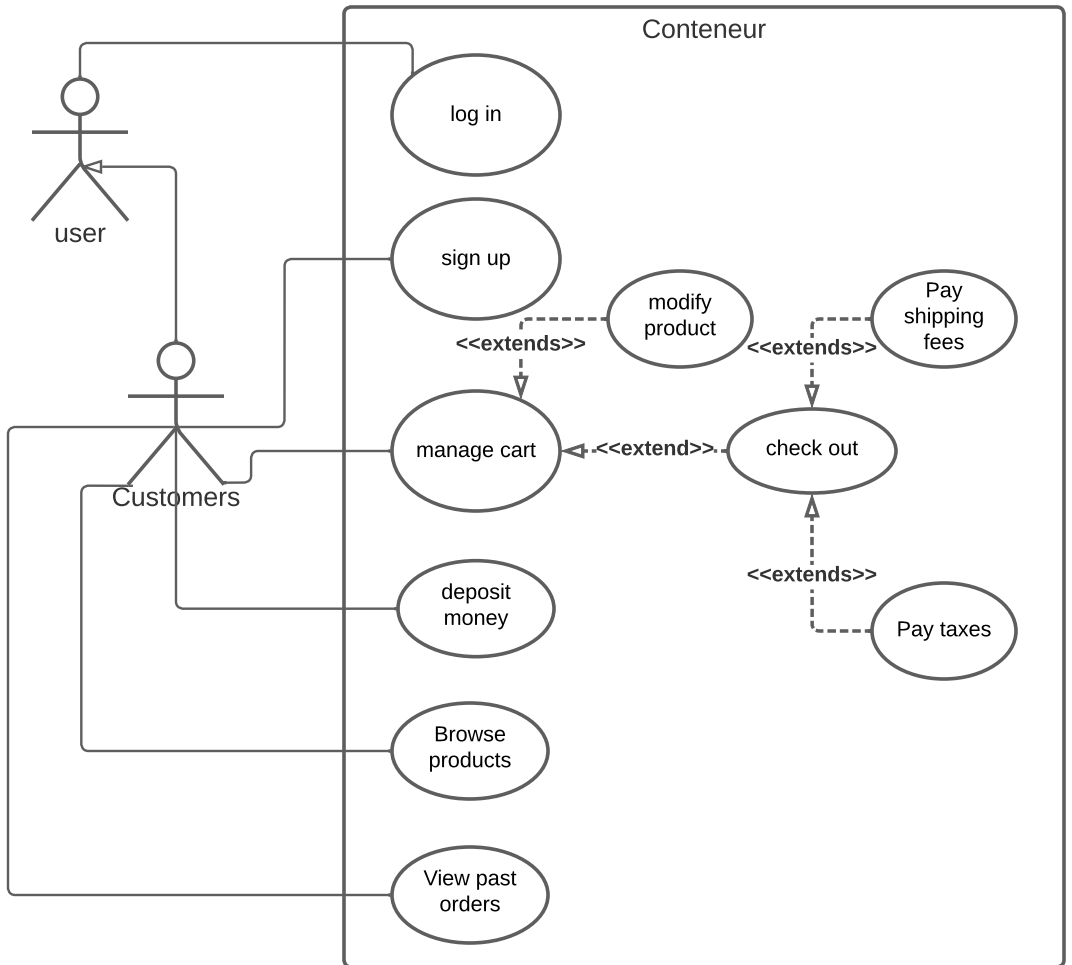 Conteneur
log in
user
sign up
modify
product
Pay
shipping
fees
<<extends>>
<<extends>>
manage cart
<<extend>>
check out
Customers
deposit
money
<<extends>>
Pay taxes
Browse
products
View past
orders